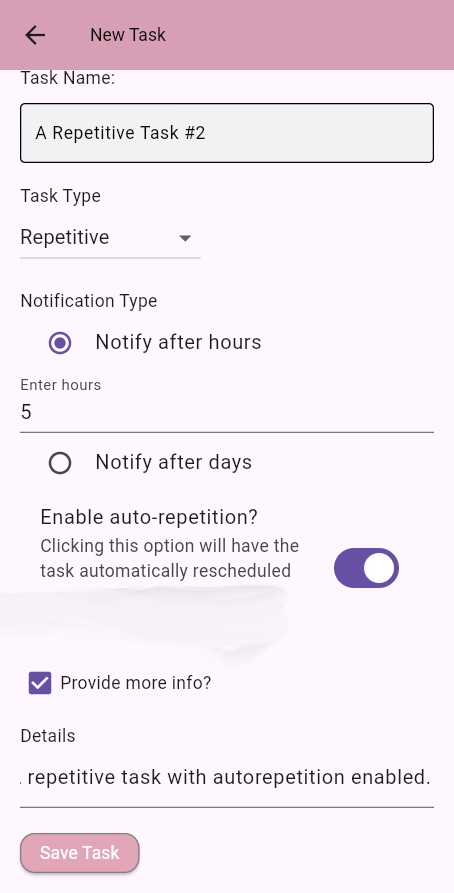 New Task
Task Name:
A Repetitive Task #2
Task Type
Repetitive
Notification Type
Notify after hours
Enter hours
5
Notify after days
Enable auto-repetition?
Clicking this option will have the
task automatically rescheduled
Provide more info?
Details
repetitive task with autorepetition enabled.
Save Task